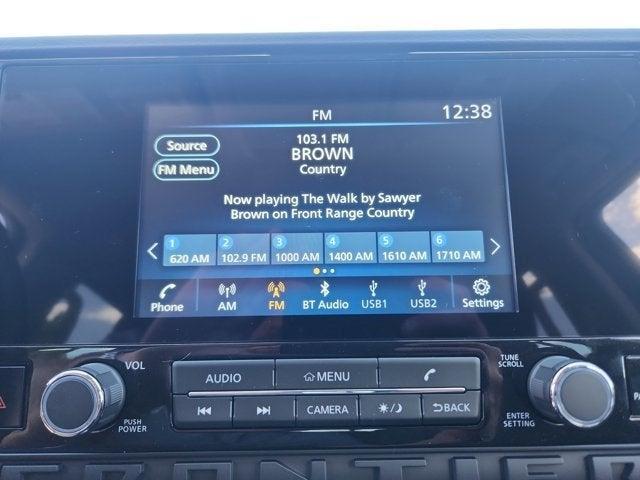 FM 12:38
Source 103.1 FM
BROWN
FM Menu Country
Now playing The Walk by Sawyer
Brown on Front Range Country
1 2 3 4 5 6
620 AM 102.9 FM 1000 AM 1400 AM 1610 AM 1710 AM
Phone AM FM BT Audio USB1 USB2 Settings
VOL AUDIO MENU TUNE
SCROLL
PUSH
POWER CAMERA BACK ENTER
SETTING
FRONTIER